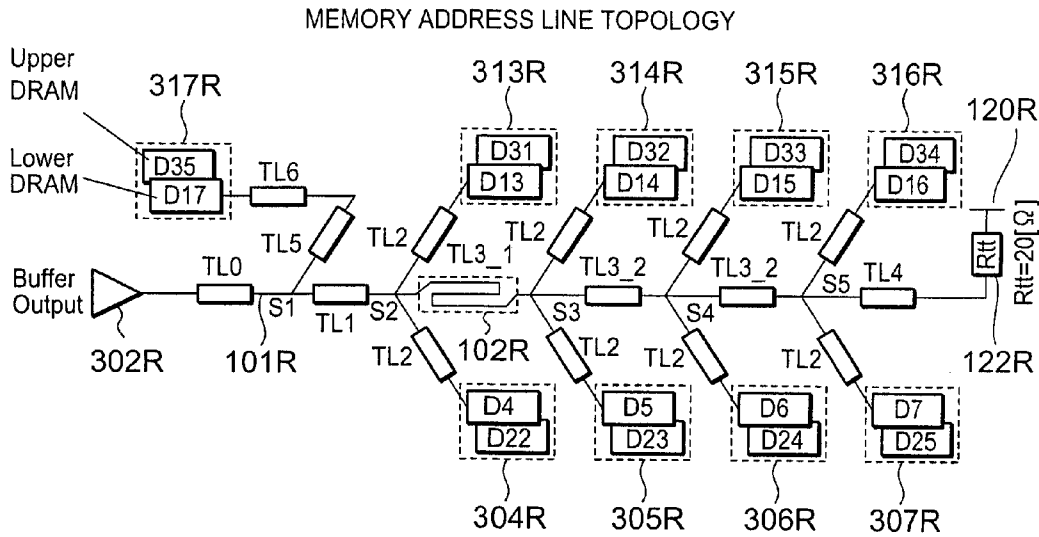 MEMORY ADDRESS LINE TOPOLOGY
Upper
DRAM
317R
313R
314R
315R
316R
120R
D35
D17
Lower
DRAM
TL6
D31
D13
D32
D14
D33
D15
D34
D16
TL5
TL2
TL3_1
TL2
TL2
TL2
Rtt
Rtt=20[Ω]
Buffer
Output
TL0
S1
TL1
S2
S3
TL3_2
S4
TL3_2
S5
TL4
302R
101R
TL2
102R
TL2
TL2
TL2
122R
D4
D22
D5
D23
D6
D24
D7
D25
304R
305R
306R
307R